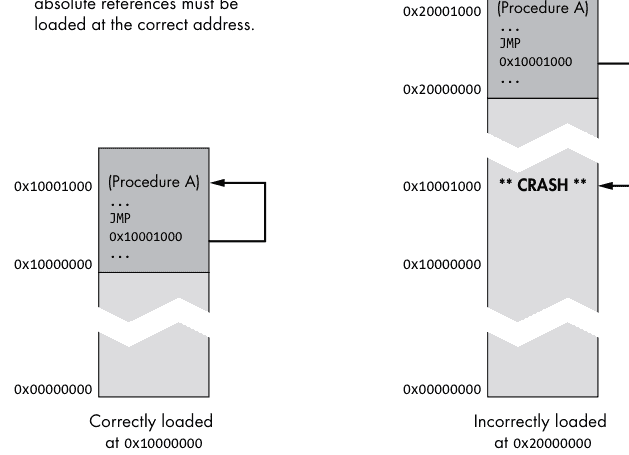 absolute references must be
loaded at the correct address.
0x10001000
(Procedure A)
...
JMP
0x10001000
...
0x10000000
0x00000000
Correctly loaded
at 0x10000000
0x20001000
(Procedure A)
...
JMP
0x10001000
...
0x20000000
0x10001000
** CRASH **
0x10000000
0x00000000
Incorrectly loaded
at 0x20000000